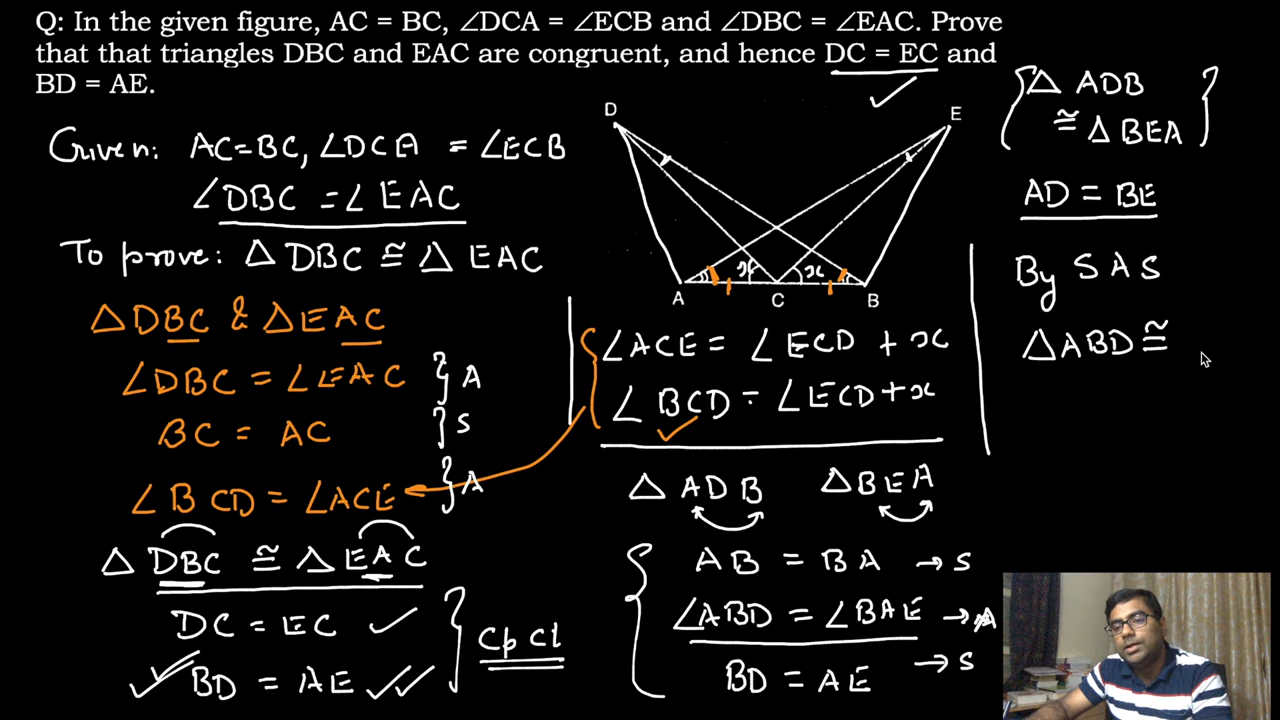 Q: In the given figure, AC = BC, ∠DCA = ∠ECB and ∠DBC = ∠EAC. Prove
that that triangles DBC and EAC are congruent, and hence DC = EC and
BD = AE.
Given: AC=BC, ∠DCA = ∠ECB
∠DBC = ∠EAC
To prove: △DBC ≅ △EAC
△DBC & △EAC
∠DBC = ∠EAC } A
BC = AC } S
∠BCD = ∠ACE } A
△DBC ≅ △EAC
DC = EC ✓
✓ BD = AE ✓✓
} CpCt
D
E
x
x
A
C
B
∠ACE = ∠ECD + x
∠BCD = ∠ECD + x
△ADB △BEA
AB = BA → S
∠ABD = ∠BAE → A
BD = AE → S
{ △ADB
≅ △BEA }
AD = BE
By SAS
△ABD ≅